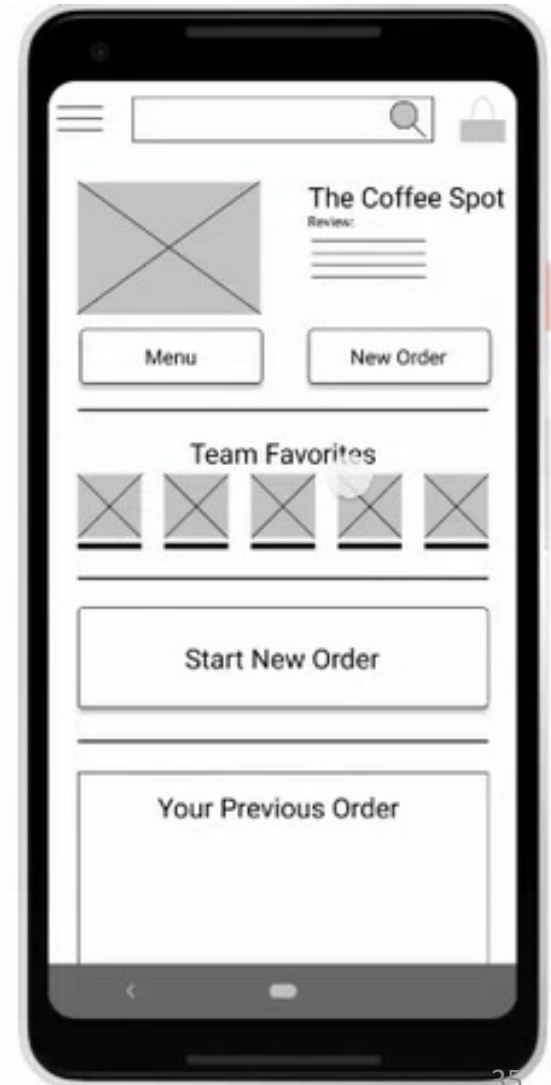 The Coffee Spot
Review:
Menu
New Order
Team Favorites
Start New Order
Your Previous Order
35